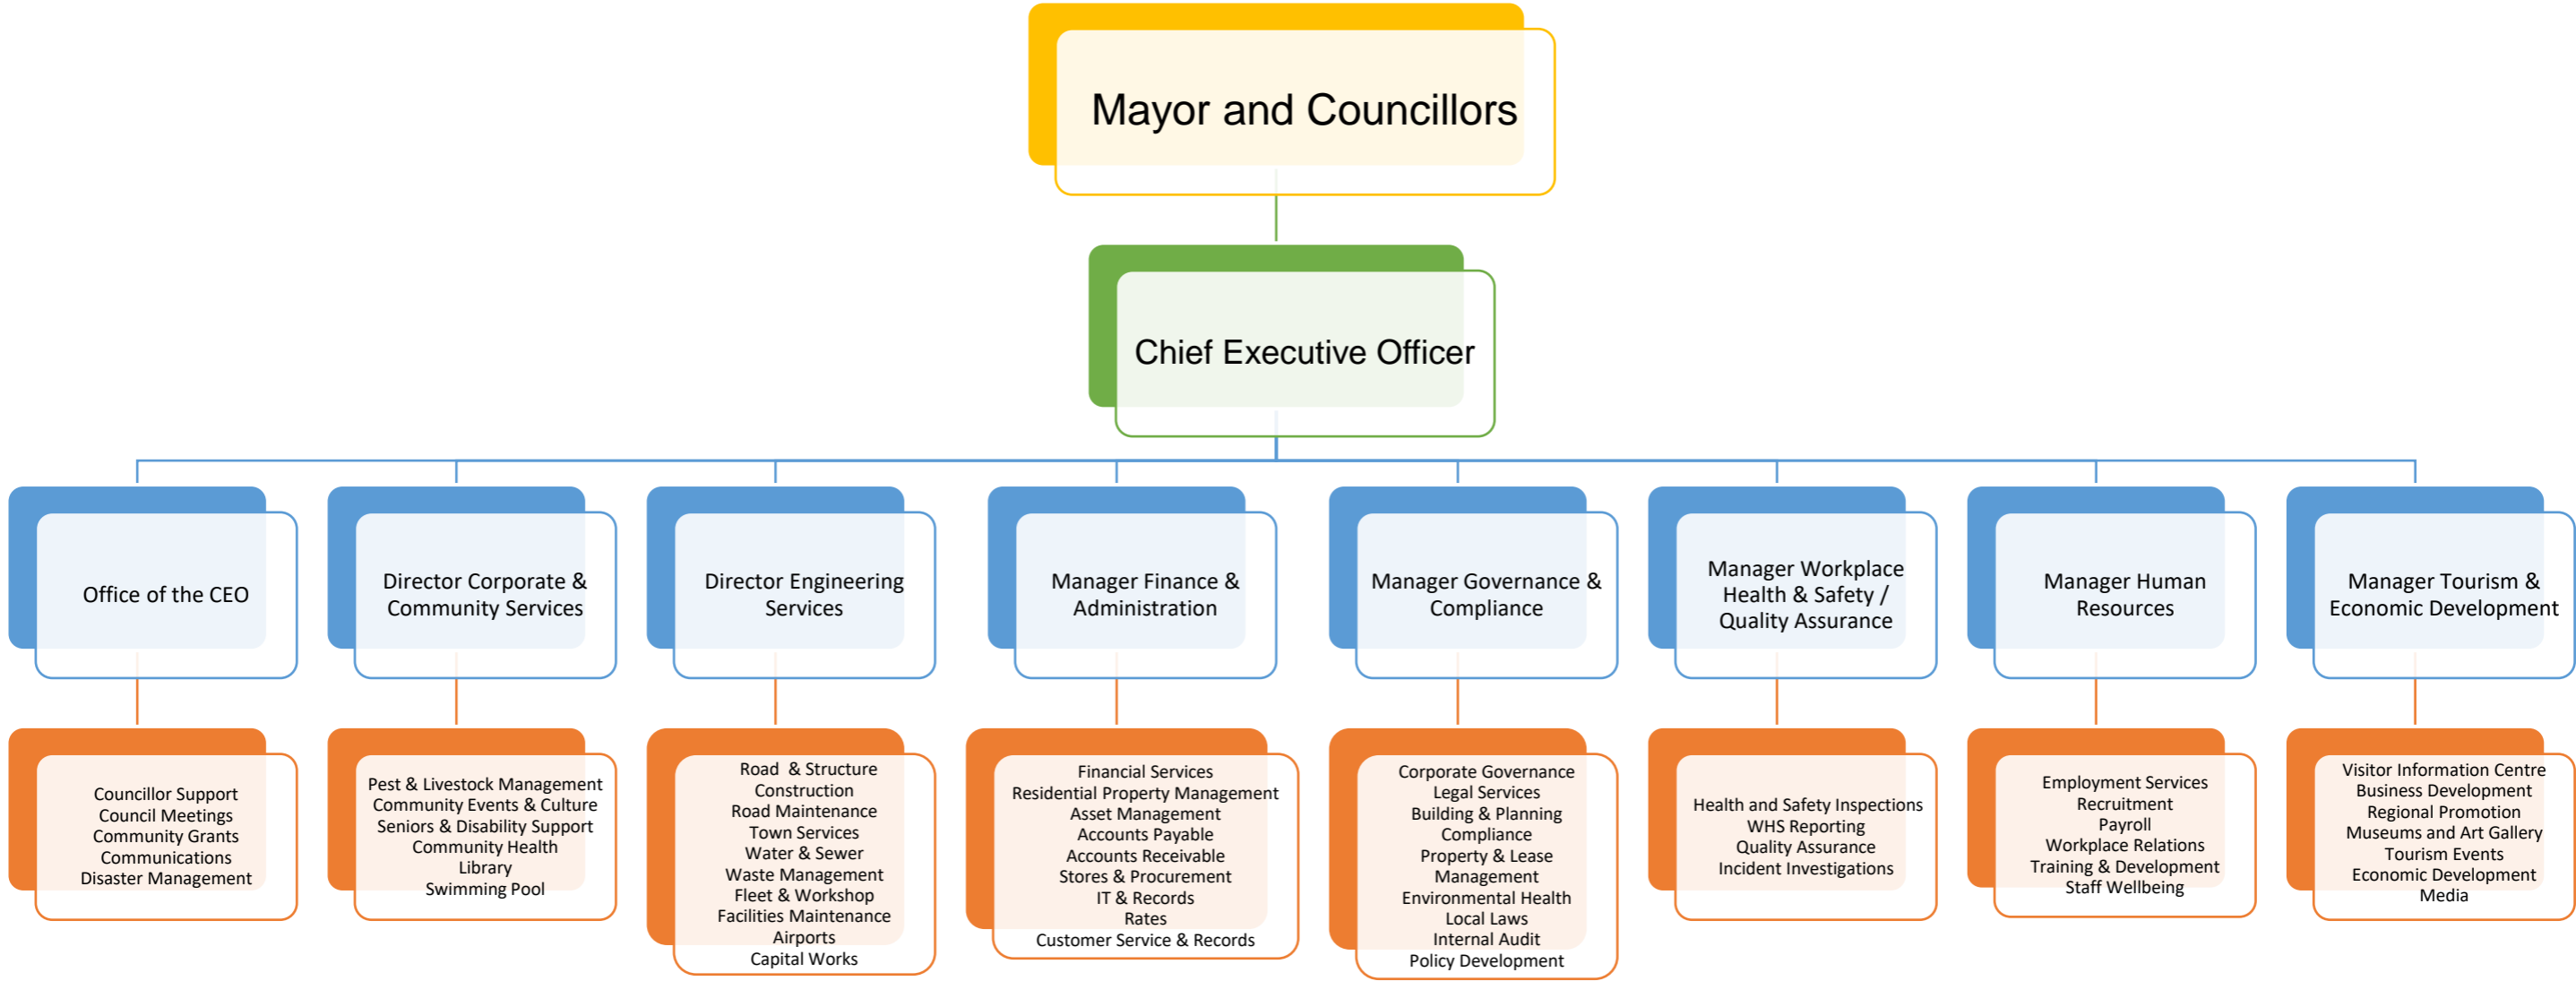 Mayor and Councillors
Chief Executive Officer
Office of the CEO
Director Corporate &
Community Services
Director Engineering
Services
Manager Finance &
Administration
Manager Governance &
Compliance
Manager Workplace
Health & Safety /
Quality Assurance
Manager Human
Resources
Manager Tourism &
Economic Development
Councillor Support
Council Meetings
Community Grants
Communications
Disaster Management
Pest & Livestock Management
Community Events & Culture
Seniors & Disability Support
Community Health
Library
Swimming Pool
Road & Structure
Construction
Road Maintenance
Town Services
Water & Sewer
Waste Management
Fleet & Workshop
Facilities Maintenance
Airports
Capital Works
Financial Services
Residential Property Management
Asset Management
Accounts Payable
Accounts Receivable
Stores & Procurement
IT & Records
Rates
Customer Service & Records
Corporate Governance
Legal Services
Building & Planning
Compliance
Property & Lease
Management
Environmental Health
Local Laws
Internal Audit
Policy Development
Health and Safety Inspections
WHS Reporting
Quality Assurance
Incident Investigations
Employment Services
Recruitment
Payroll
Workplace Relations
Training & Development
Staff Wellbeing
Visitor Information Centre
Business Development
Regional Promotion
Museums and Art Gallery
Tourism Events
Economic Development
Media